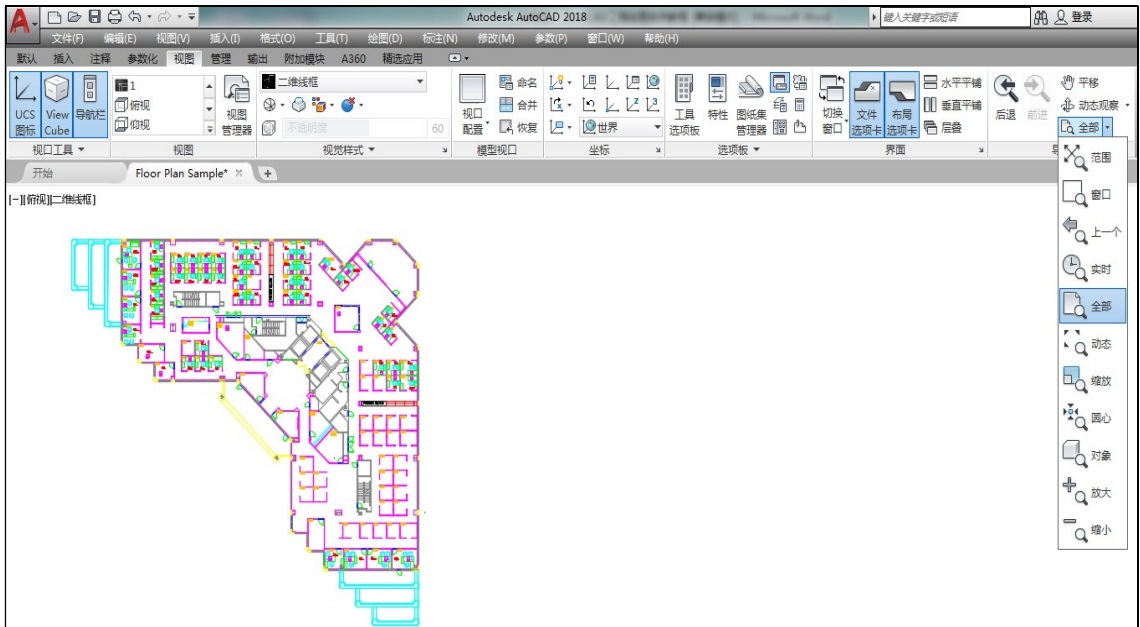 Autodesk AutoCAD 2018
键入关键字或短语
登录
文件(F) 编辑(E) 视图(V) 插入(I) 格式(O) 工具(T) 绘图(D) 标注(N) 修改(M) 参数(P) 窗口(W) 帮助(H)
默认 插入 注释 参数化 视图 管理 输出 附加模块 A360 精选应用
UCS 图标
View Cube
导航栏
1
俯视
仰视
视图 管理器
二维线框
不透明度 60
视口 配置
命名
合并
恢复
世界
工具 选项板
特性
图纸集 管理器
切换 窗口
文件 选项卡
布局 选项卡
水平平铺
垂直平铺
层叠
后退
前进
平移
动态观察
全部
视口工具 视图 视觉样式 模型视口 坐标 选项板 界面
开始 Floor Plan Sample*
[-][俯视][二维线框]
范围
窗口
上一个
实时
全部
动态
缩放
圆心
对象
放大
缩小